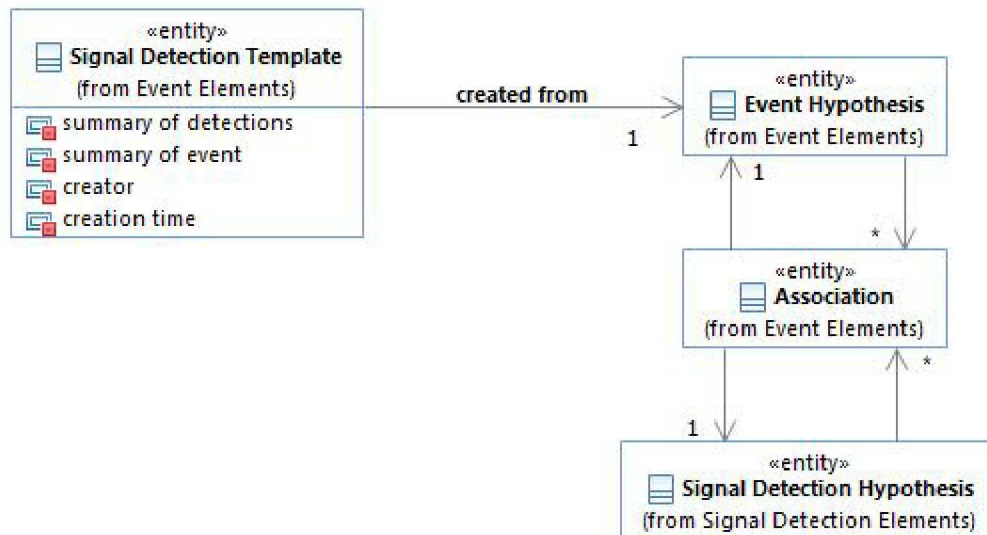 «entity»
Signal Detection Template
(from Event Elements)
summary of detections
summary of event
creator
creation time
created from
1
«entity»
Event Hypothesis
(from Event Elements)
1
*
«entity»
Association
(from Event Elements)
1
*
«entity»
Signal Detection Hypothesis
(from Signal Detection Elements)